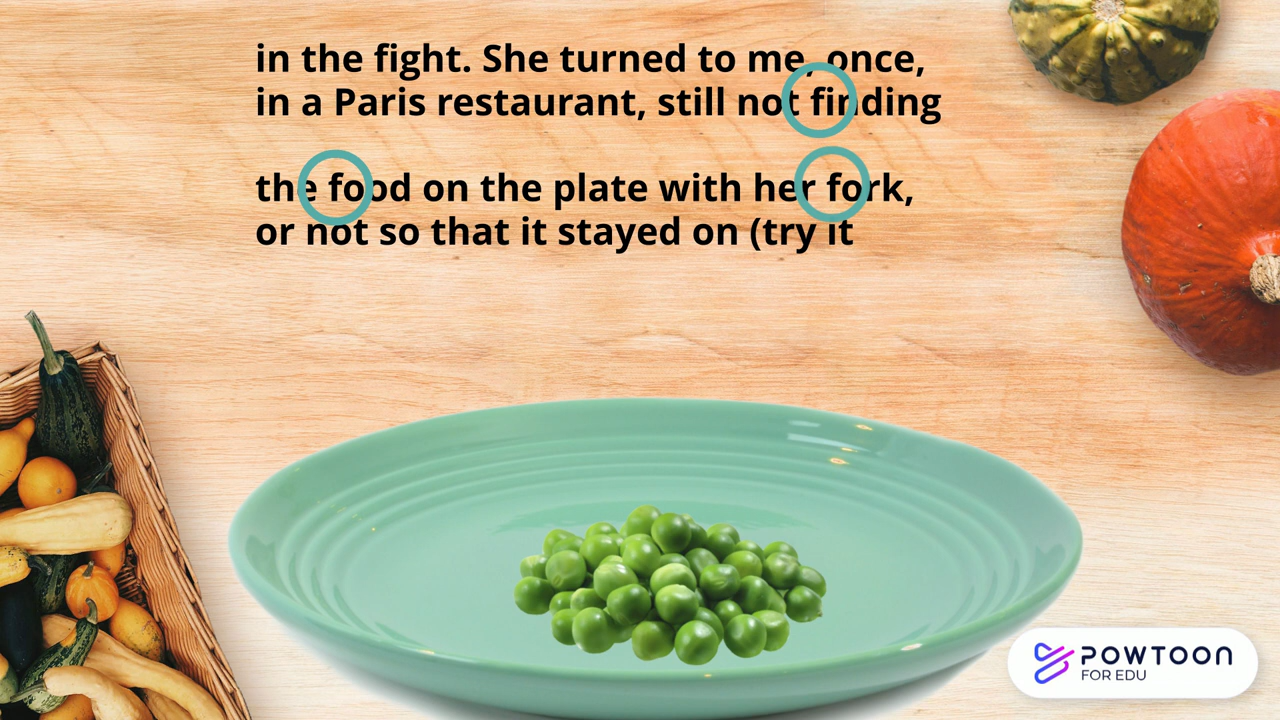 in the fight. She turned to me, once,
in a Paris restaurant, still not finding
the food on the plate with her fork,
or not so that it stayed on (try it
POWTOON
FOR EDU